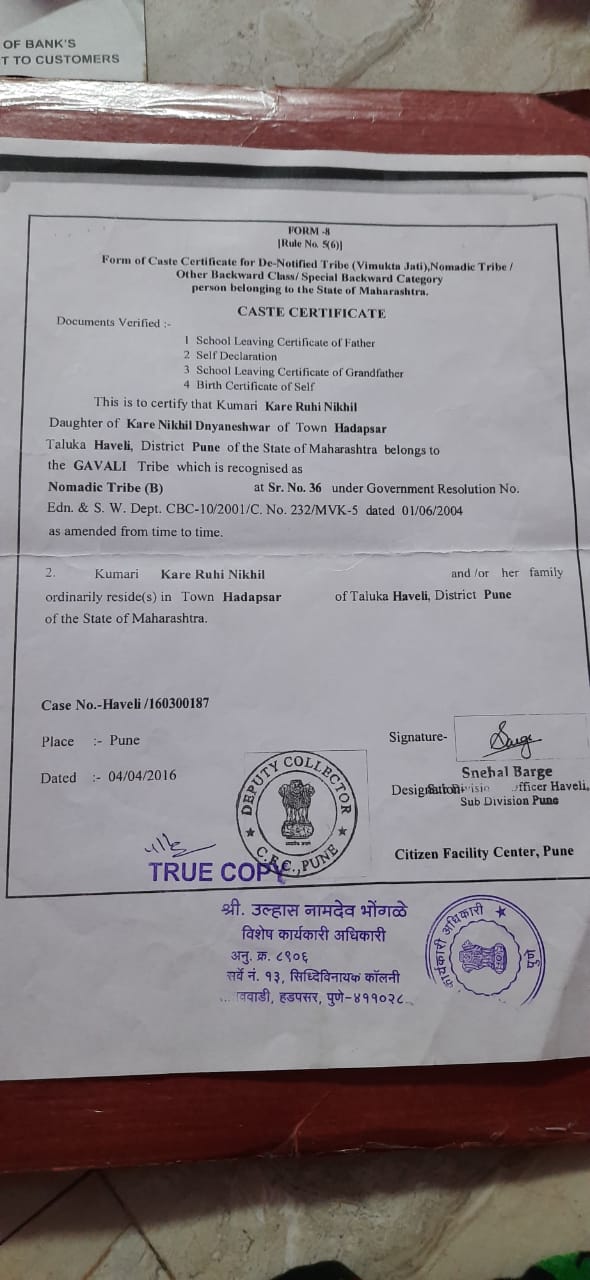 OF BANK'S
T TO CUSTOMERS
FORM -8
[Rule No. 5(6)]
Form of Caste Certificate for De-Notified Tribe (Vimukta Jati),Nomadic Tribe /
Other Backward Class/ Special Backward Category
person belonging to the State of Maharashtra.
CASTE CERTIFICATE
Documents Verified :-
1 School Leaving Certificate of Father
2 Self Declaration
3 School Leaving Certificate of Grandfather
4 Birth Certificate of Self
This is to certify that Kumari Kare Ruhi Nikhil
Daughter of Kare Nikhil Dnyaneshwar of Town Hadapsar
Taluka Haveli, District Pune of the State of Maharashtra belongs to
the GAVALI Tribe which is recognised as
Nomadic Tribe (B) at Sr. No. 36 under Government Resolution No.
Edn. & S. W. Dept. CBC-10/2001/C. No. 232/MVK-5 dated 01/06/2004
as amended from time to time.
2. Kumari Kare Ruhi Nikhil and /or her family
ordinarily reside(s) in Town Hadapsar of Taluka Haveli, District Pune
of the State of Maharashtra.
Case No.-Haveli /160300187
Place :- Pune
Signature-
Snehal Barge
Dated :- 04/04/2016
Designation Haveli,
Sub Division Pune
DEPUTY COLLECTOR
C.F.C., PUNE
Citizen Facility Center, Pune
TRUE COPY
श्री. उल्हास नामदेव भोंगळे
विशेष कार्यकारी अधिकारी
अनु. क्र. ८९०६
सर्वे नं. १३, सिध्दिविनायक कॉलनी
हडपसर, पुणे-४११०२८
कार्यकारी अधिकारी
पुणे